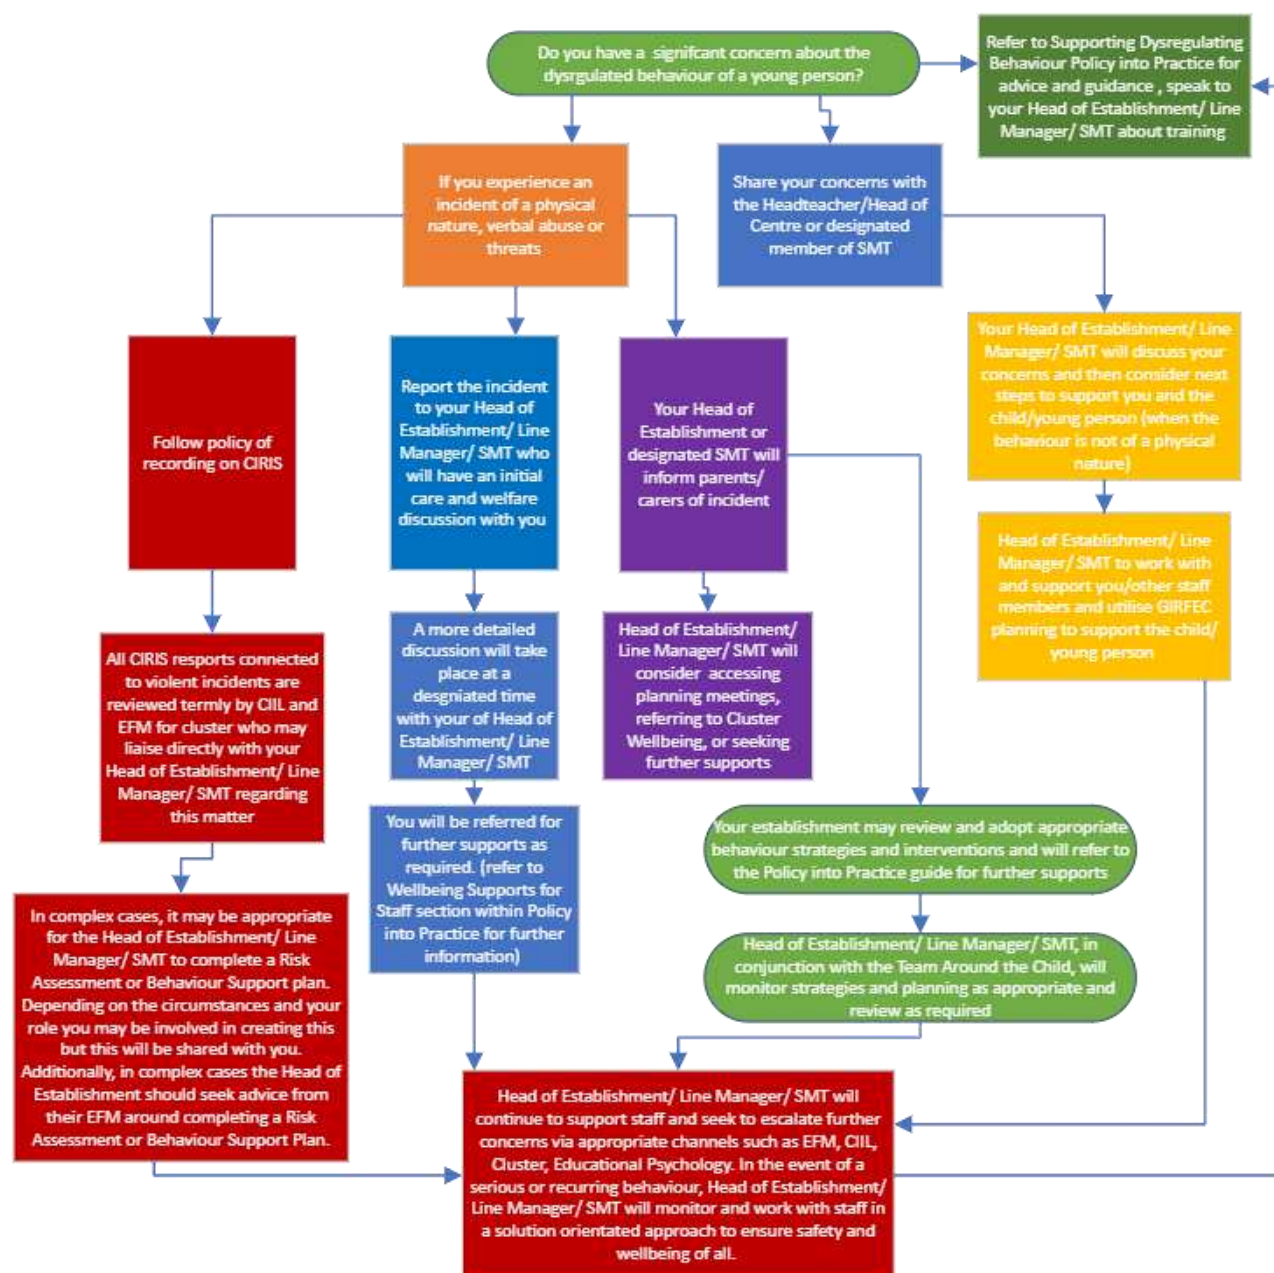 Do you have a signifcant concern about the
dysrgulated behaviour of a young person?
Refer to Supporting Dysregulating
Behaviour Policy into Practice for
advice and guidance , speak to
your Head of Establishment/ Line
Manager/ SMT about training
If you experience an
incident of a physical
nature, verbal abuse or
threats
Share your concerns with
the Headteacher/Head of
Centre or designated
member of SMT
Follow policy of
recording on CIRIS
Report the incident
to your Head of
Establishment/ Line
Manager/ SMT who
will have an initial
care and welfare
discussion with you
Your Head of
Establishment or
designated SMT will
inform parents/
carers of incident
Your Head of Establishment/ Line
Manager/ SMT will discuss your
concerns and then consider next
steps to support you and the
child/young person (when the
behaviour is not of a physical
nature)
Head of Establishment/ Line
Manager/ SMT to work with
and support you/other staff
members and utilise GIRFEC
planning to support the child/
young person
All CIRIS resports connected
to violent incidents are
reviewed termly by CIIL and
EFM for cluster who may
liaise directly with your
Head of Establishment/ Line
Manager/ SMT regarding
this matter
A more detailed
discussion will take
place at a
desgniated time
with your of Head of
Establishment/ Line
Manager/ SMT
Head of Establishment/
Line Manager/ SMT will
consider accessing
planning meetings,
referring to Cluster
Wellbeing, or seeking
further supports
You will be referred for
further supports as
required. (refer to
Wellbeing Supports for
Staff section within Policy
into Practice for further
information)
Your establishment may review and adopt appropriate
behaviour strategies and interventions and will refer to
the Policy into Practice guide for further supports
In complex cases, it may be appropriate
for the Head of Establishment/ Line
Manager/ SMT to complete a Risk
Assessment or Behaviour Support plan.
Depending on the circumstances and your
role you may be involved in creating this
but this will be shared with you.
Additionally, in complex cases the Head of
Establishment should seek advice from
their EFM around completing a Risk
Assessment or Behaviour Support Plan.
Head of Establishment/ Line Manager/ SMT, in
conjunction with the Team Around the Child, will
monitor strategies and planning as appropriate and
review as required
Head of Establishment/ Line Manager/ SMT will
continue to support staff and seek to escalate further
concerns via appropriate channels such as EFM, CIIL,
Cluster, Educational Psychology. In the event of a
serious or recurring behaviour, Head of Establishment/
Line Manager/ SMT will monitor and work with staff in
a solution orientated approach to ensure safety and
wellbeing of all.